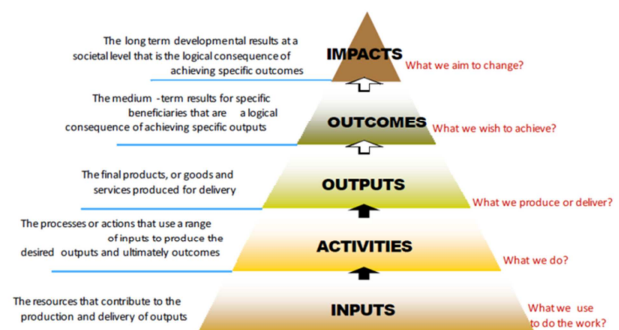 The long term developmental results at a
societal level that is the logical consequence of
achieving specific outcomes
IMPACTS
What we aim to change?
The medium -term results for specific
beneficiaries that are a logical
consequence of achieving specific outputs
OUTCOMES
What we wish to achieve?
The final products, or goods and
services produced for delivery
OUTPUTS
What we produce or deliver?
The processes or actions that use a range
of inputs to produce the
desired outputs and ultimately outcomes
ACTIVITIES
What we do?
The resources that contribute to the
production and delivery of outputs
INPUTS
What we use
to do the work?